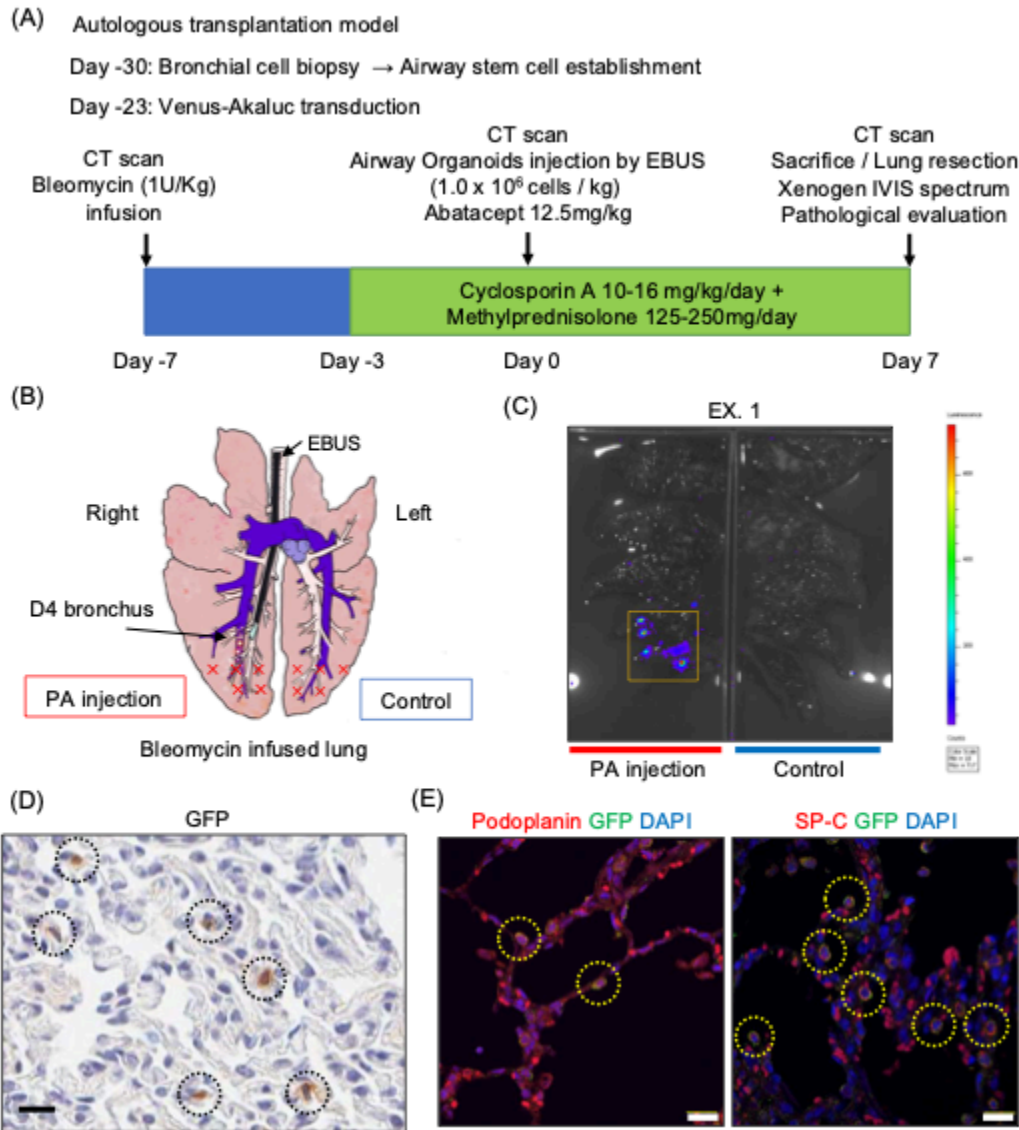 (A)
Autologous transplantation model
Day -30: Bronchial cell biopsy → Airway stem cell establishment
Day -23: Venus-Akaluc transduction
CT scan
Bleomycin (1U/Kg)
infusion
CT scan
Airway Organoids injection by EBUS
(1.0 x 10⁶ cells / kg)
Abatacept 12.5mg/kg
CT scan
Sacrifice / Lung resection
Xenogen IVIS spectrum
Pathological evaluation
Cyclosporin A 10-16 mg/kg/day +
Methylprednisolone 125-250mg/day
Day -7
Day -3
Day 0
Day 7
(B)
EBUS
Right
Left
D4 bronchus
PA injection
Control
Bleomycin infused lung
(C)
EX. 1
Luminescence
PA injection
Control
(D)
GFP
(E)
Podoplanin GFP DAPI
SP-C GFP DAPI